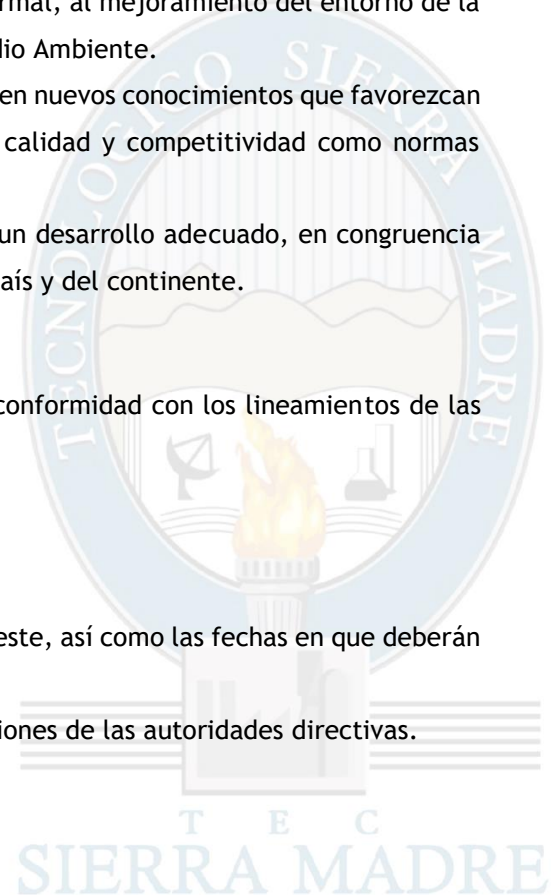 rmal, al mejoramiento del entorno de la
dio Ambiente.
en nuevos conocimientos que favorezcan
calidad y competitividad como normas
un desarrollo adecuado, en congruencia
aís y del continente.
conformidad con los lineamientos de las
este, así como las fechas en que deberán
iones de las autoridades directivas.
TECNOLOGICO SIERRA MADRE
T E C
SIERRA MADRE